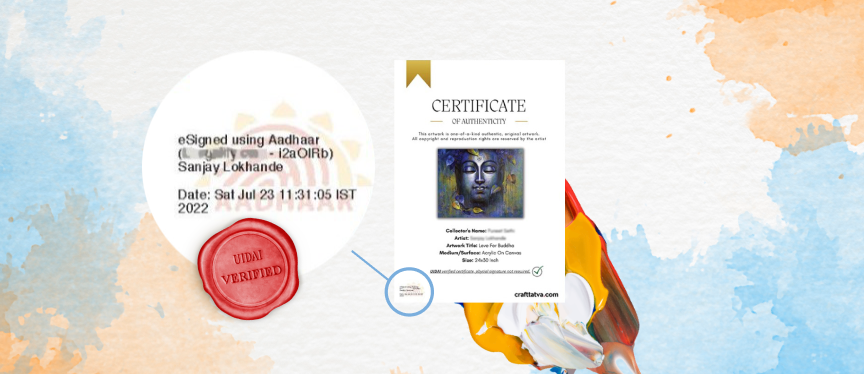 eSigned using Aadhaar
- i2aOIRb)
Sanjay Lokhande
Date: Sat Jul 23 11:31:05 IST
2022
AADHAAR
UIDAI
VERIFIED
CERTIFICATE
OF AUTHENTICITY
This artwork is one-of-a-kind authentic, original artwork.
All copyright and reproduction rights are reserved by the artist
Collector's Name:
Artist:
Artwork Title: Love For Buddha
Medium/Surface: Acrylic On Canvas
Size: 24x30 inch
UIDAI verified certificate, physical signature not required.
crafttatva.com